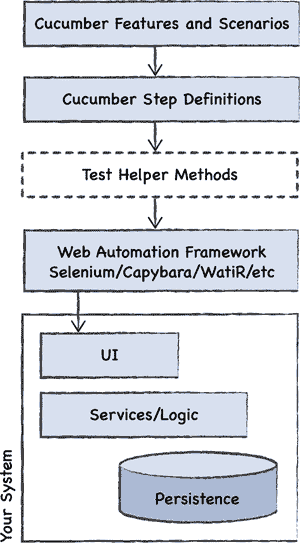 Cucumber Features and Scenarios
Cucumber Step Definitions
Test Helper Methods
Web Automation Framework
Selenium/Capybara/WatiR/etc
UI
Services/Logic
Persistence
Your System